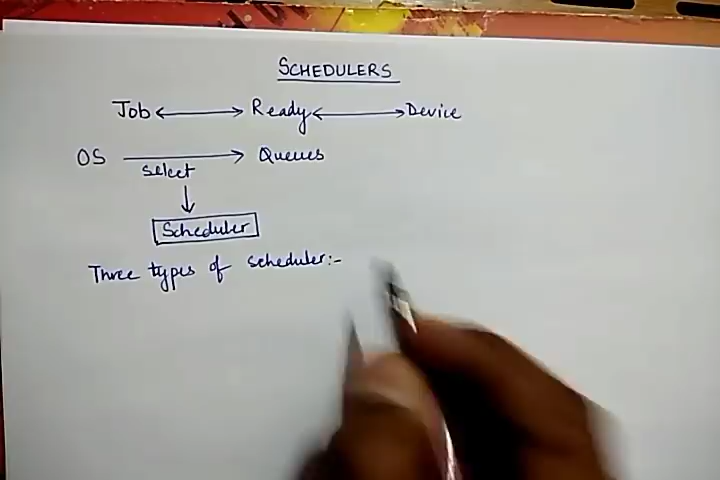 SCHEDULERS
Job ⟷ Ready ⟷ Device
OS ⟶ Queues
select
↓
Scheduler
Three types of scheduler:-